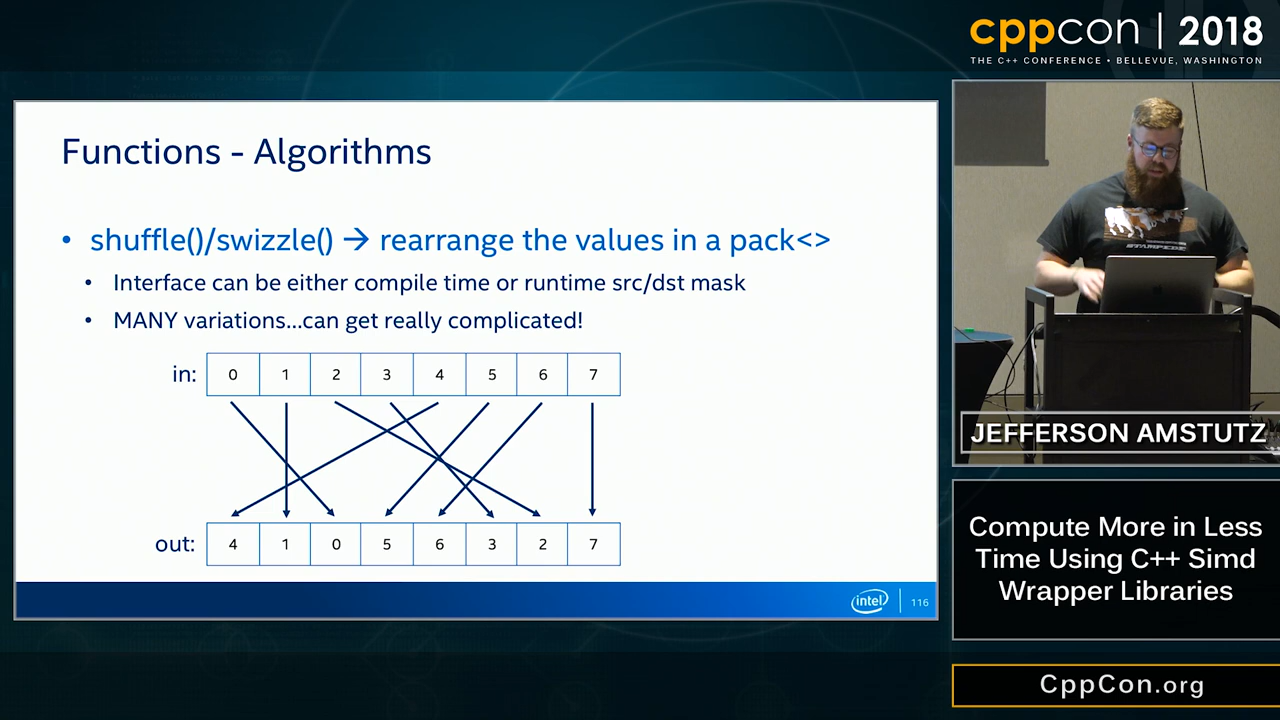 cppcon | 2018
THE C++ CONFERENCE • BELLEVUE, WASHINGTON
Functions - Algorithms
• shuffle()/swizzle() → rearrange the values in a pack<>
• Interface can be either compile time or runtime src/dst mask
• MANY variations...can get really complicated!
in: 0 1 2 3 4 5 6 7
out: 4 1 0 5 6 3 2 7
intel 116
STAMPEDE
JEFFERSON AMSTUTZ
Compute More in Less
Time Using C++ Simd
Wrapper Libraries
CppCon.org